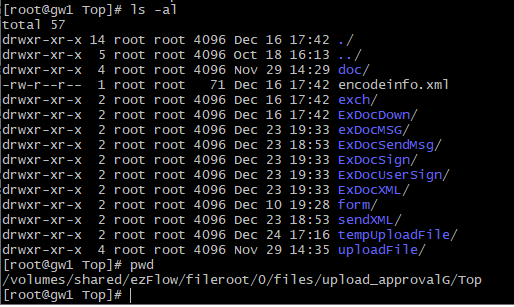 [root@gw1 Top]# ls -al
total 57
drwxr-xr-x 14 root root 4096 Dec 16 17:42 ./
drwxr-xr-x 5 root root 4096 Oct 18 16:13 ../
drwxr-xr-x 4 root root 4096 Nov 29 14:29 doc/
-rw-r--r-- 1 root root 71 Dec 16 17:42 encodeinfo.xml
drwxr-xr-x 2 root root 4096 Dec 16 17:42 exch/
drwxr-xr-x 2 root root 4096 Dec 16 17:42 ExDocDown/
drwxr-xr-x 2 root root 4096 Dec 23 19:33 ExDocMSG/
drwxr-xr-x 2 root root 4096 Dec 23 18:53 ExDocSendMsg/
drwxr-xr-x 2 root root 4096 Dec 23 19:33 ExDocSign/
drwxr-xr-x 2 root root 4096 Dec 23 19:33 ExDocUserSign/
drwxr-xr-x 2 root root 4096 Dec 23 19:33 ExDocXML/
drwxr-xr-x 2 root root 4096 Dec 10 19:28 form/
drwxr-xr-x 2 root root 4096 Dec 23 18:53 sendXML/
drwxr-xr-x 2 root root 4096 Dec 24 17:16 tempUploadFile/
drwxr-xr-x 4 root root 4096 Nov 29 14:35 uploadFile/
[root@gw1 Top]# pwd
/volumes/shared/ezFlow/fileroot/0/files/upload_approvalG/Top
[root@gw1 Top]#